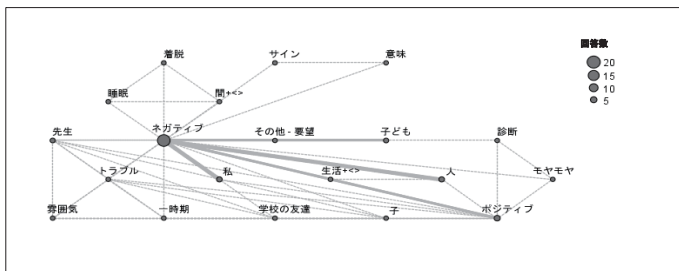 着脱 サイン 意味
回答数
20
15
10
5
睡眠 間+<>
先生 ネガティブ その他 - 要望 子ども 診断
トラブル 私 生活+<> 人 モヤモヤ
雰囲気 一時期 学校の友達 子 ポジティブ